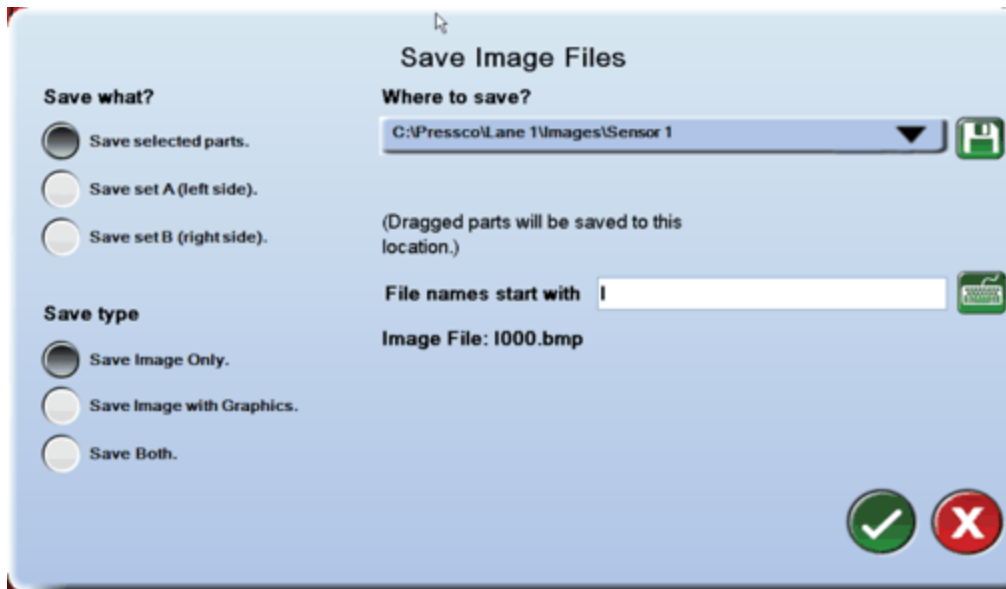 Save Image Files
Save what?
Save selected parts.
Save set A (left side).
Save set B (right side).
Save type
Save Image Only.
Save Image with Graphics.
Save Both.
Where to save?
C:\Pressco\Lane 1\Images\Sensor 1
(Dragged parts will be saved to this
location.)
File names start with I
Image File: I000.bmp